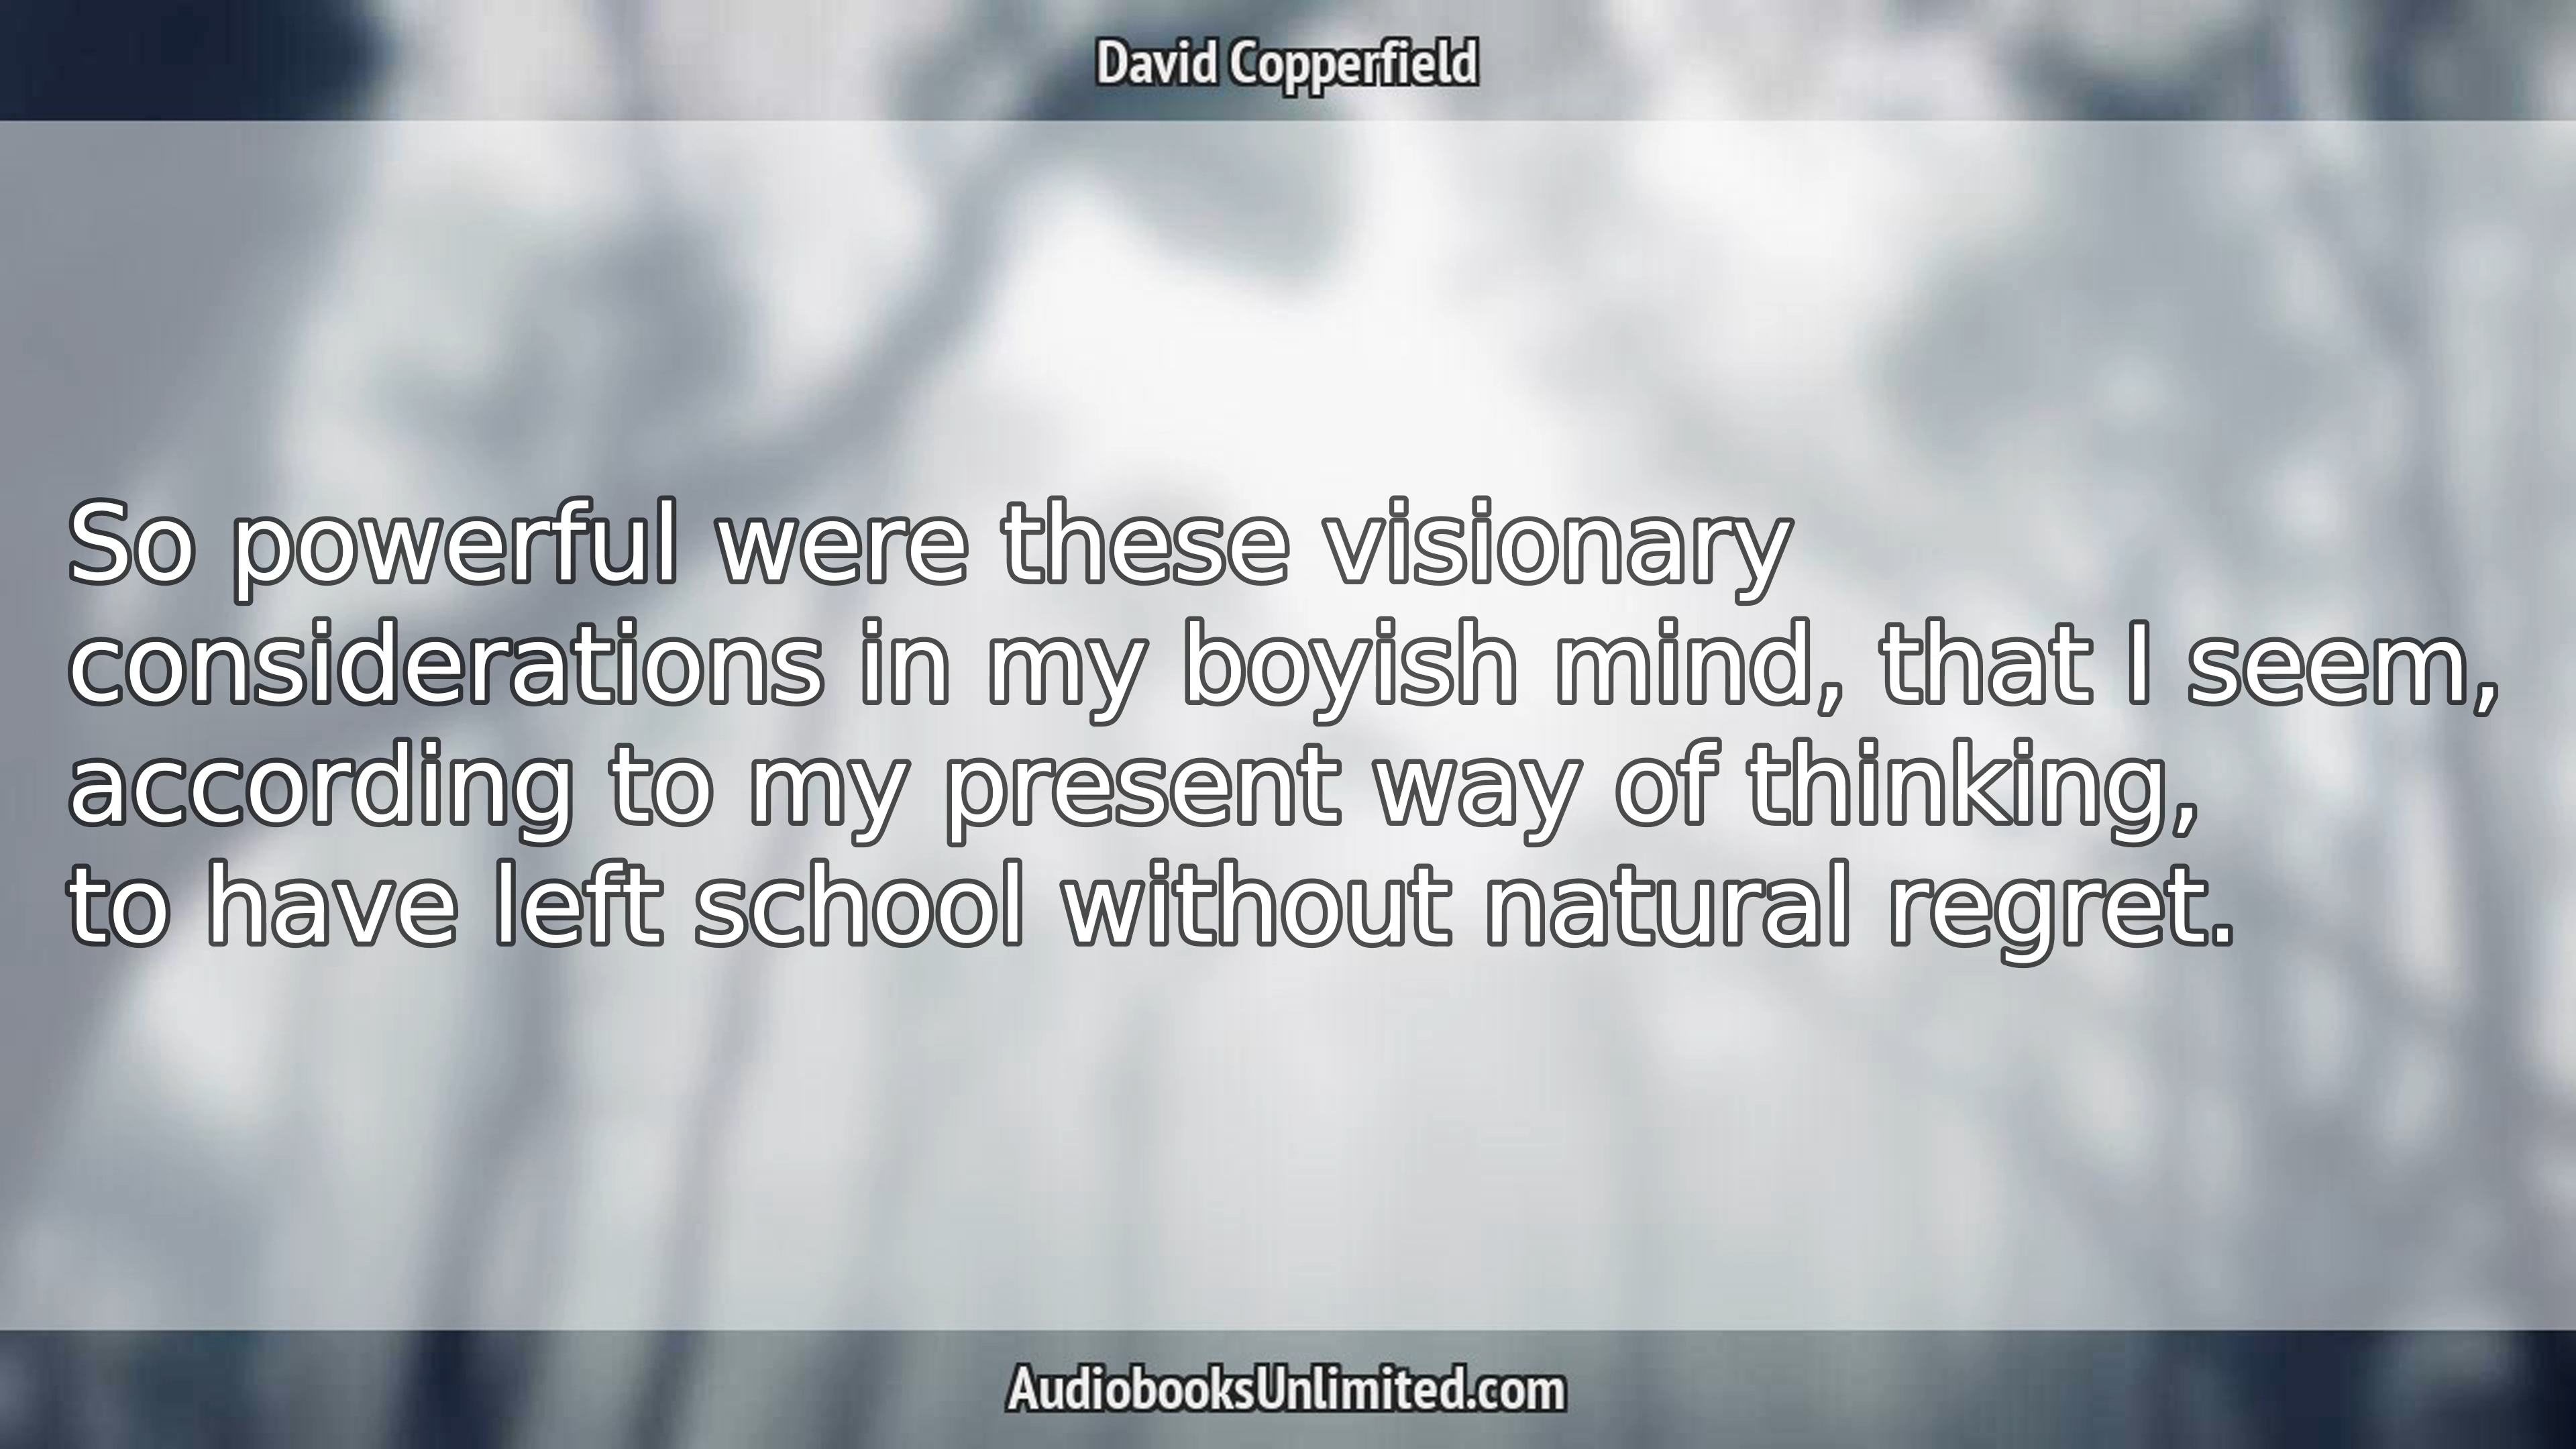 David Copperfield
So powerful were these visionary
considerations in my boyish mind, that I seem,
according to my present way of thinking,
to have left school without natural regret.
AudiobooksUnlimited.com